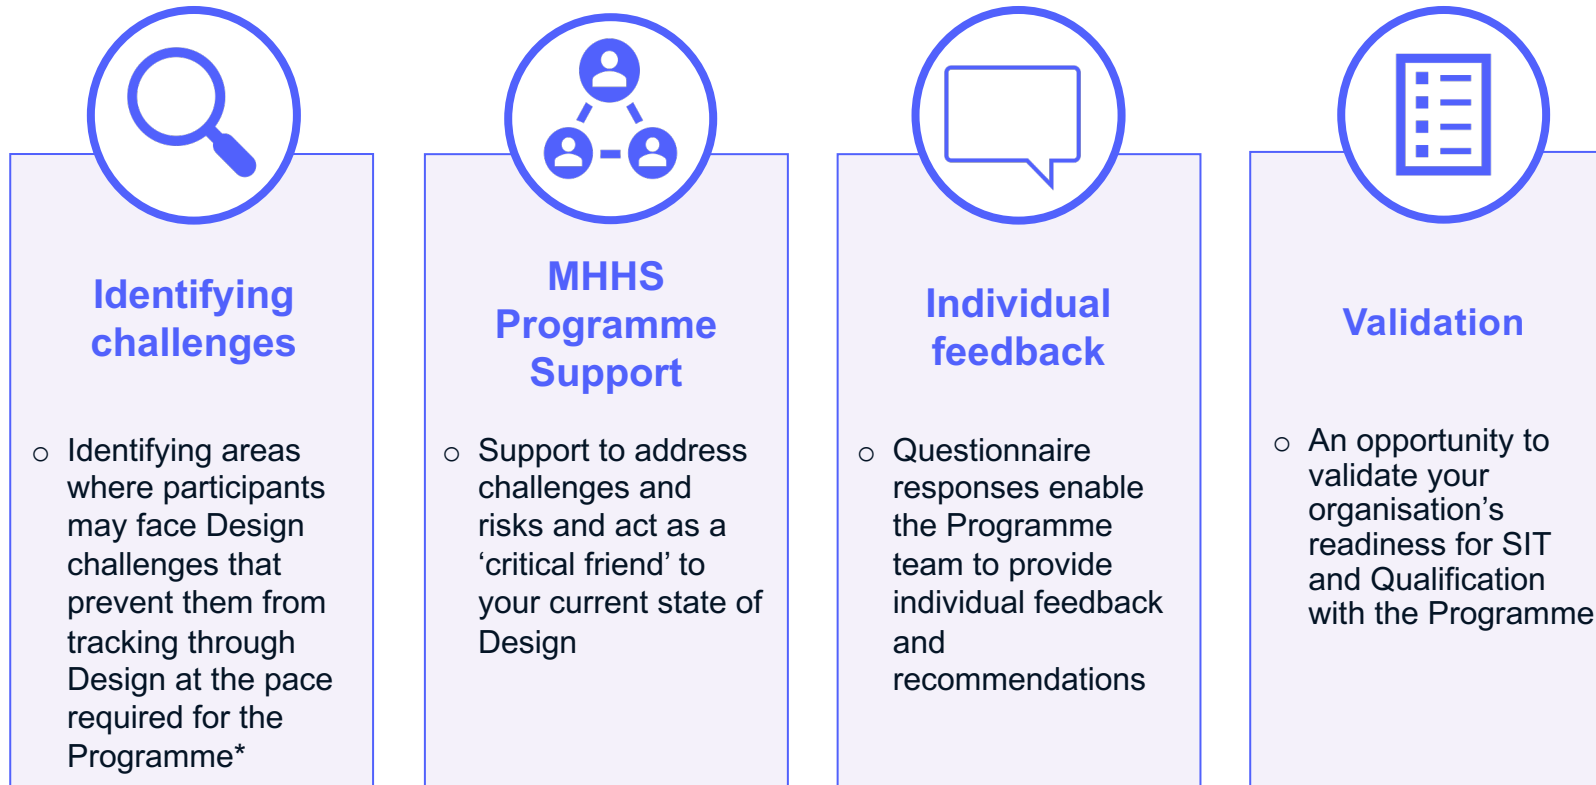 Identifying
challenges
○ Identifying areas
where participants
may face Design
challenges that
prevent them from
tracking through
Design at the pace
required for the
Programme*
MHHS
Programme
Support
○ Support to address
challenges and
risks and act as a
‘critical friend’ to
your current state of
Design
Individual
feedback
○ Questionnaire
responses enable
the Programme
team to provide
individual feedback
and
recommendations
Validation
○ An opportunity to
validate your
organisation’s
readiness for SIT
and Qualification
with the Programme